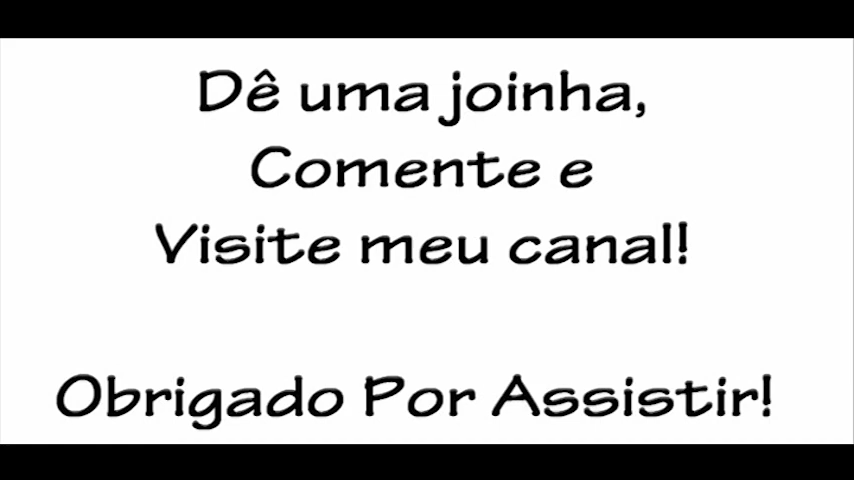 Dê uma joinha,
Comente e
Visite meu canal!
Obrigado Por Assistir!